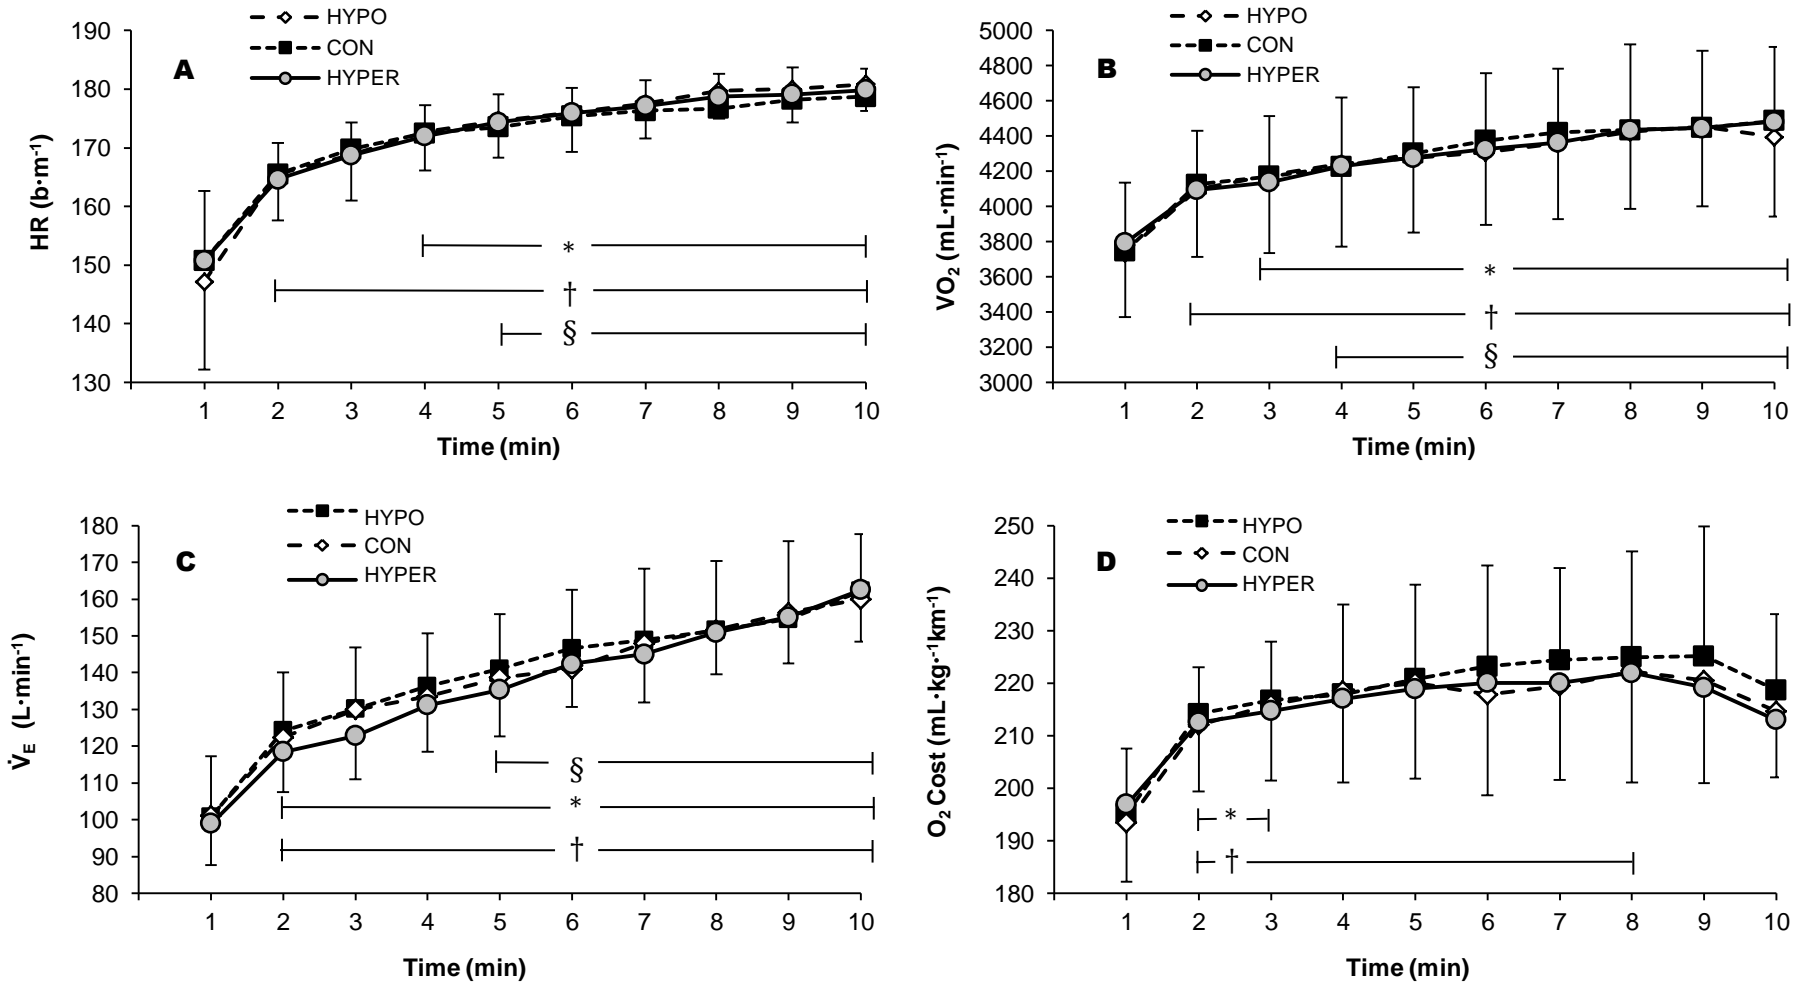 HYPO
CON
HYPER
A
HR (b·m⁻¹)
190
180
170
160
150
140
130
*
†
§
1 2 3 4 5 6 7 8 9 10
Time (min)
HYPO
CON
HYPER
B
VO₂ (mL·min⁻¹)
5000
4800
4600
4400
4200
4000
3800
3600
3400
3200
3000
*
†
§
1 2 3 4 5 6 7 8 9 10
Time (min)
HYPO
CON
HYPER
C
V̇E (L·min⁻¹)
180
170
160
150
140
130
120
110
100
90
80
§
*
†
1 2 3 4 5 6 7 8 9 10
Time (min)
HYPO
CON
HYPER
D
O₂ Cost (mL·kg·⁻¹km⁻¹)
250
240
230
220
210
200
190
180
*
†
1 2 3 4 5 6 7 8 9 10
Time (min)